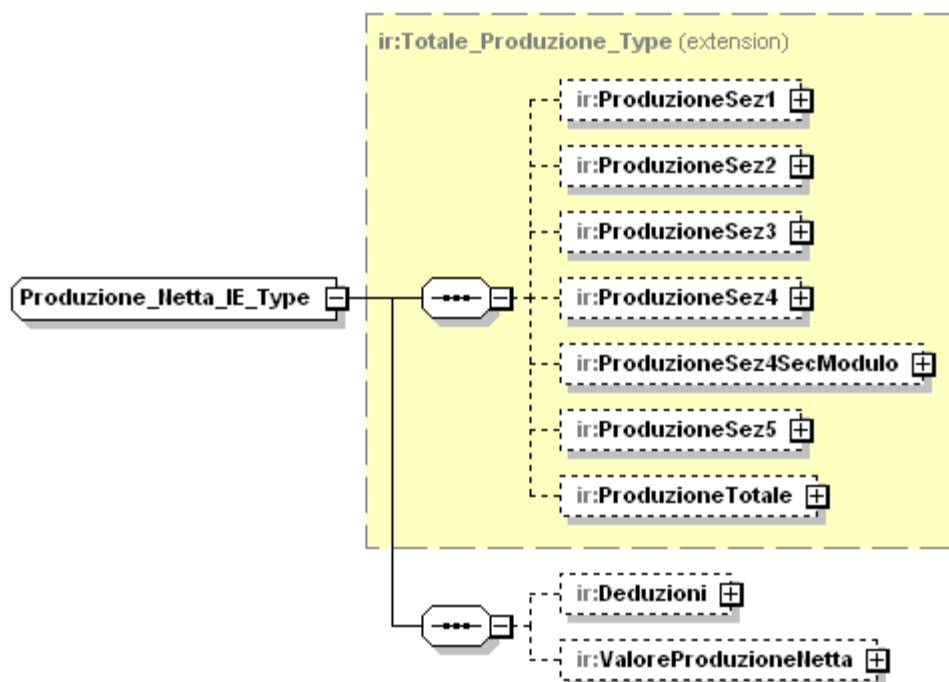 ir:Totale_Produzione_Type (extension)
ir:ProduzioneSez1
ir:ProduzioneSez2
ir:ProduzioneSez3
Produzione_Netta_IE_Type
ir:ProduzioneSez4
ir:ProduzioneSez4SecModulo
ir:ProduzioneSez5
ir:ProduzioneTotale
ir:Deduzioni
ir:ValoreProduzioneNetta